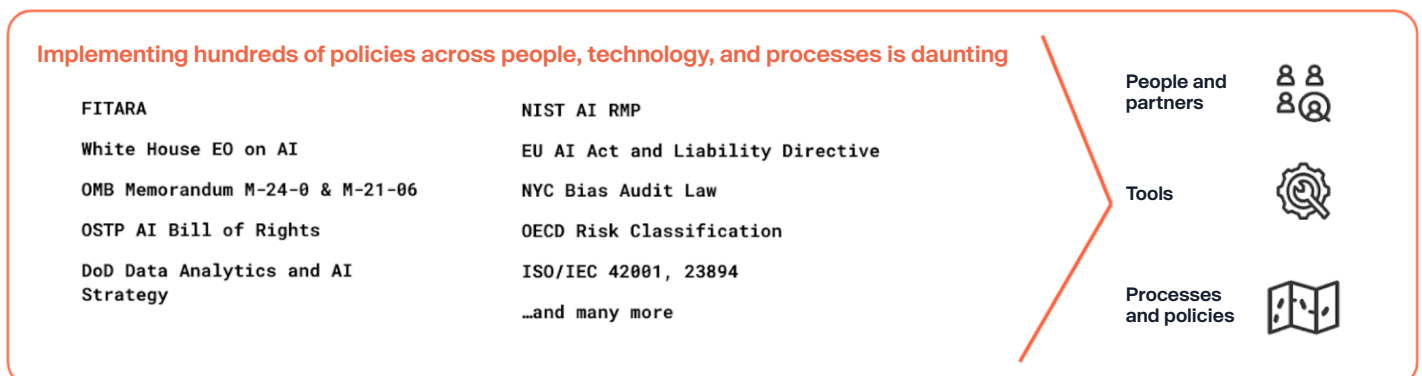 Implementing hundreds of policies across people, technology, and processes is daunting
FITARA
White House EO on AI
OMB Memorandum M-24-0 & M-21-06
OSTP AI Bill of Rights
DoD Data Analytics and AI
Strategy
NIST AI RMP
EU AI Act and Liability Directive
NYC Bias Audit Law
OECD Risk Classification
ISO/IEC 42001, 23894
…and many more
People and
partners
Tools
Processes
and policies